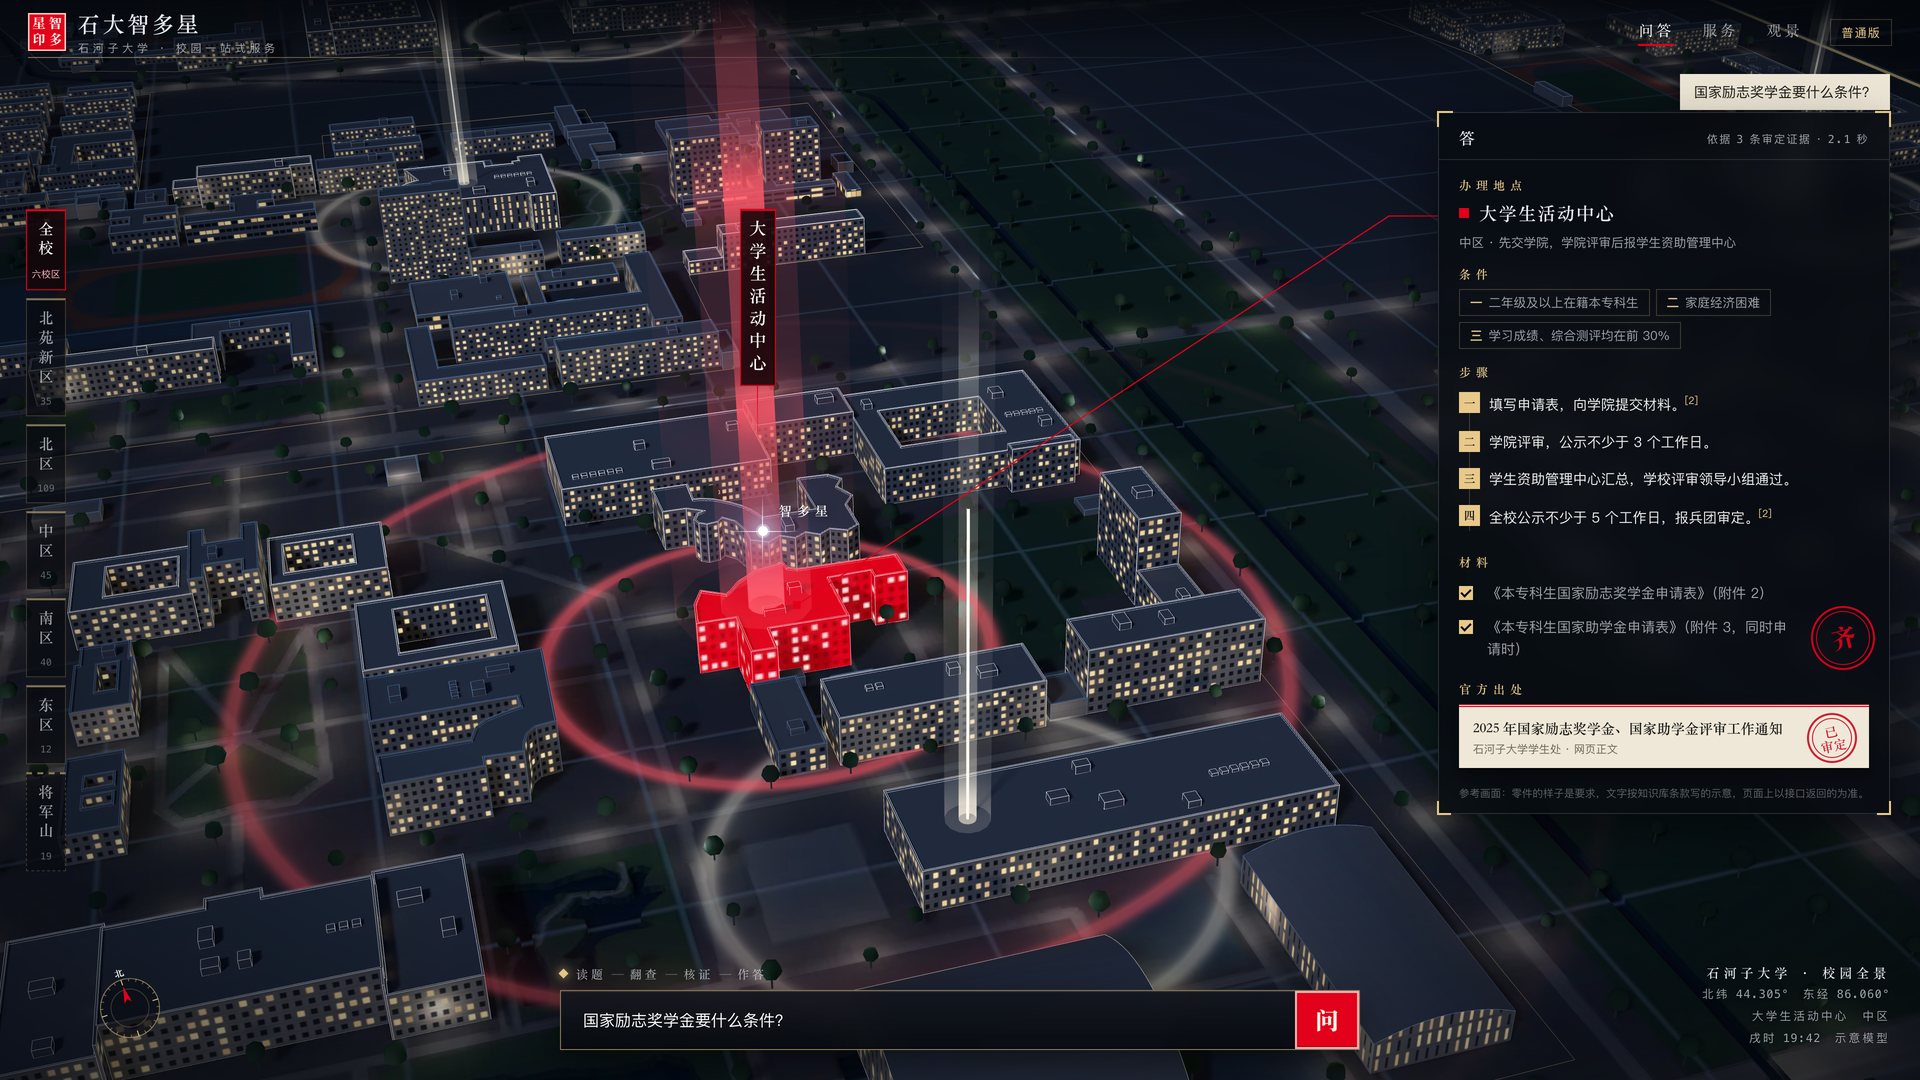 星智
印多
石大智多星
石河子大学 · 校园一站式服务
问答
服务
观景
普通版
国家励志奖学金要什么条件？
全校
六校区
北苑新区
35
北区
109
中区
45
南区
40
东区
12
将军山
19
大学生活动中心
智多星
答
依据 3 条审定证据 · 2.1 秒
办理地点
大学生活动中心
中区 · 先交学院，学院评审后报学生资助管理中心
条件
一 二年级及以上在籍本专科生
二 家庭经济困难
三 学习成绩、综合测评均在前 30%
步骤
一 填写申请表，向学院提交材料。[2]
二 学院评审，公示不少于 3 个工作日。
三 学生资助管理中心汇总，学校评审领导小组通过。
四 全校公示不少于 5 个工作日，报兵团审定。[2]
材料
《本专科生国家励志奖学金申请表》（附件 2）
《本专科生国家助学金申请表》（附件 3，同时申
请时）
齐
官方出处
2025 年国家励志奖学金、国家助学金评审工作通知
石河子大学学生处 · 网页正文
已
审定
参考画面：零件的样子是要求，文字按知识库条款写的示意，页面上以接口返回的为准。
北
读题 — 翻查 — 核证 — 作答
国家励志奖学金要什么条件？
问
石河子大学 · 校园全景
北纬 44.305° 东经 86.060°
大学生活动中心 中区
戌时 19:42 示意模型